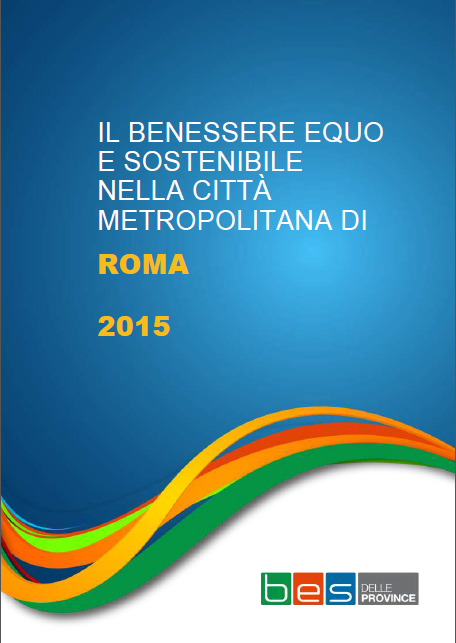 IL BENESSERE EQUO
E SOSTENIBILE
NELLA CITTÀ
METROPOLITANA DI
ROMA
2015
bes DELLE
PROVINCE